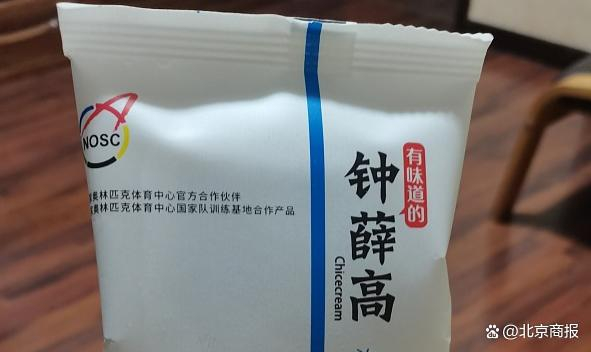 NOSC
奥林匹克体育中心官方合作伙伴
奥林匹克体育中心国家队训练基地合作产品
有味道的
钟薛高
Chicecream
@北京商报